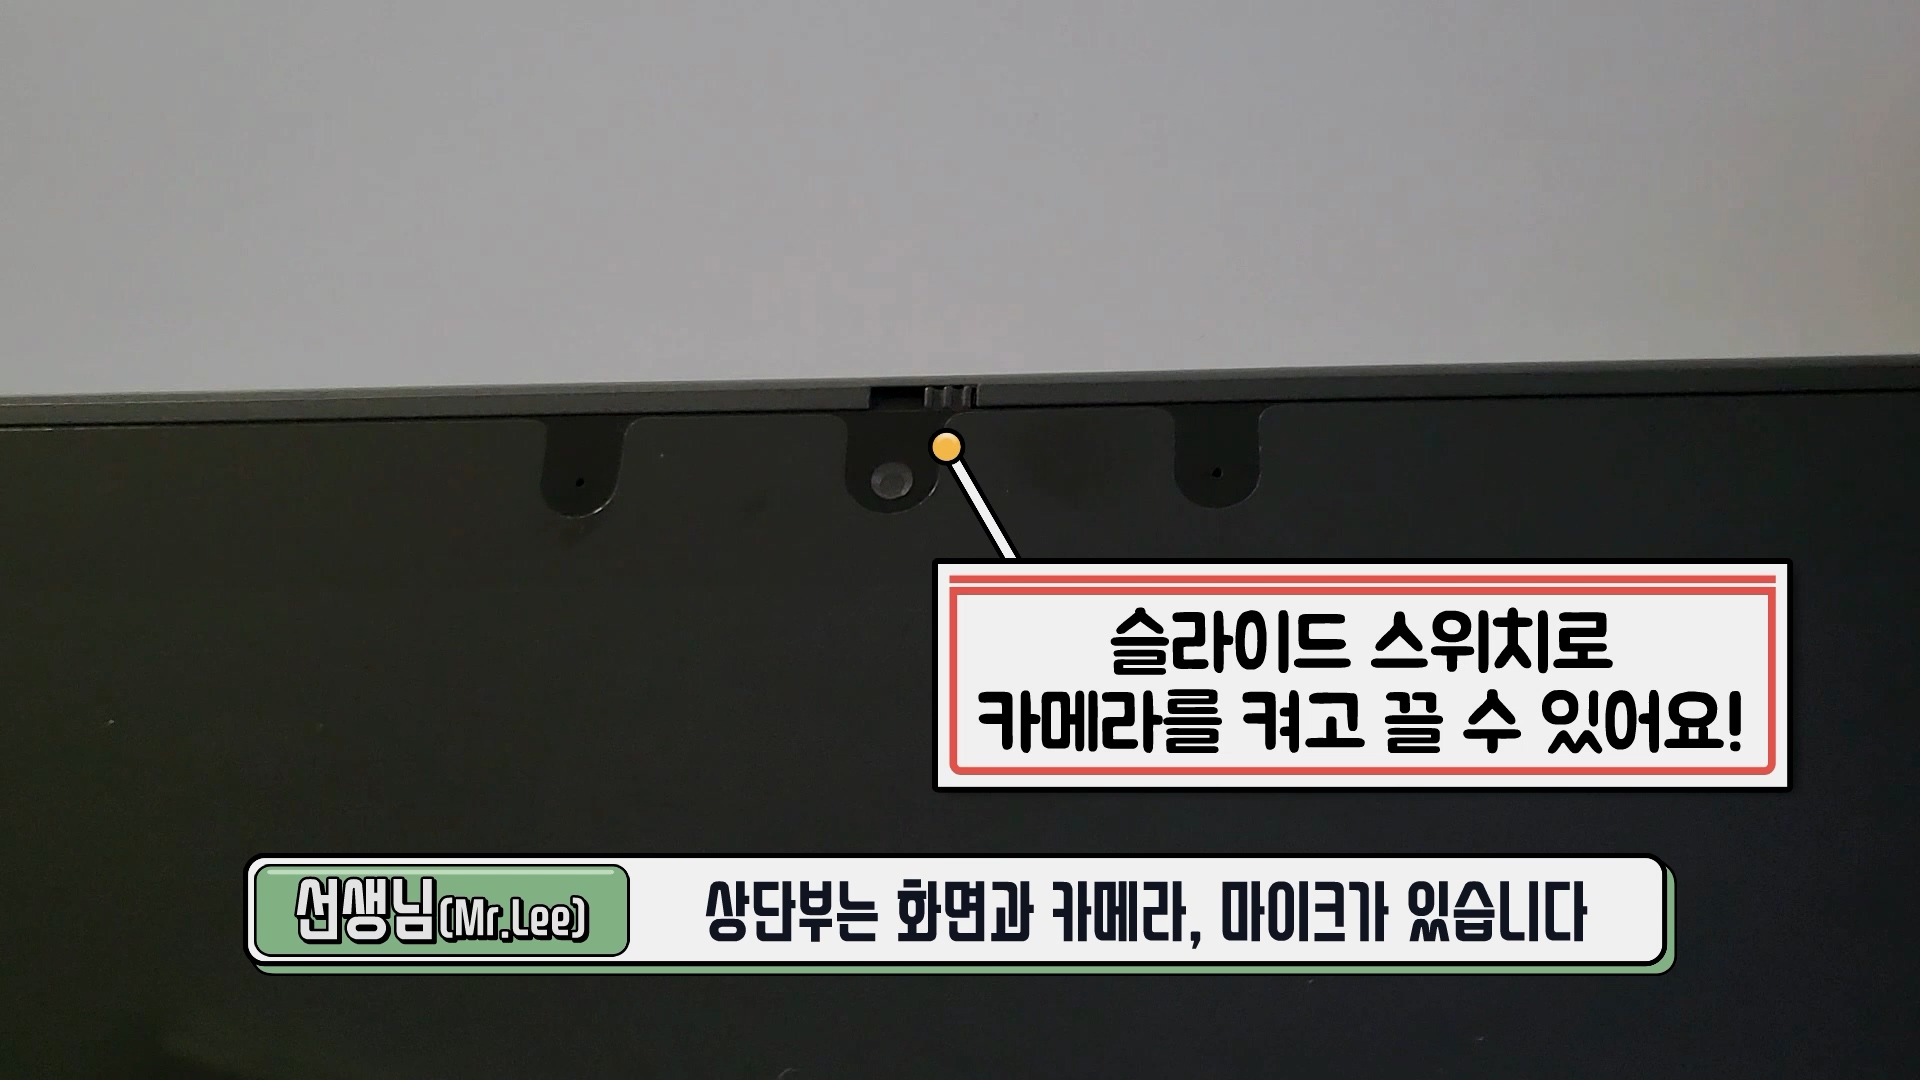 슬라이드 스위치로
카메라를 켜고 끌 수 있어요!
선생님(Mr.Lee) 상단부는 화면과 카메라, 마이크가 있습니다